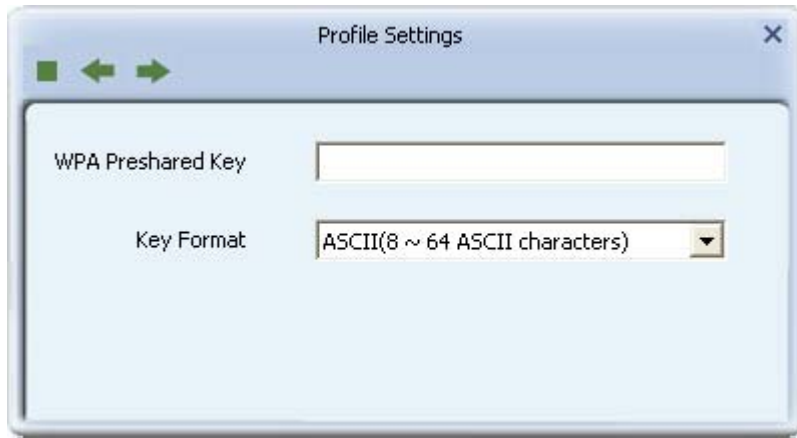 Profile Settings
WPA Preshared Key
Key Format
ASCII(8 ~ 64 ASCII characters)